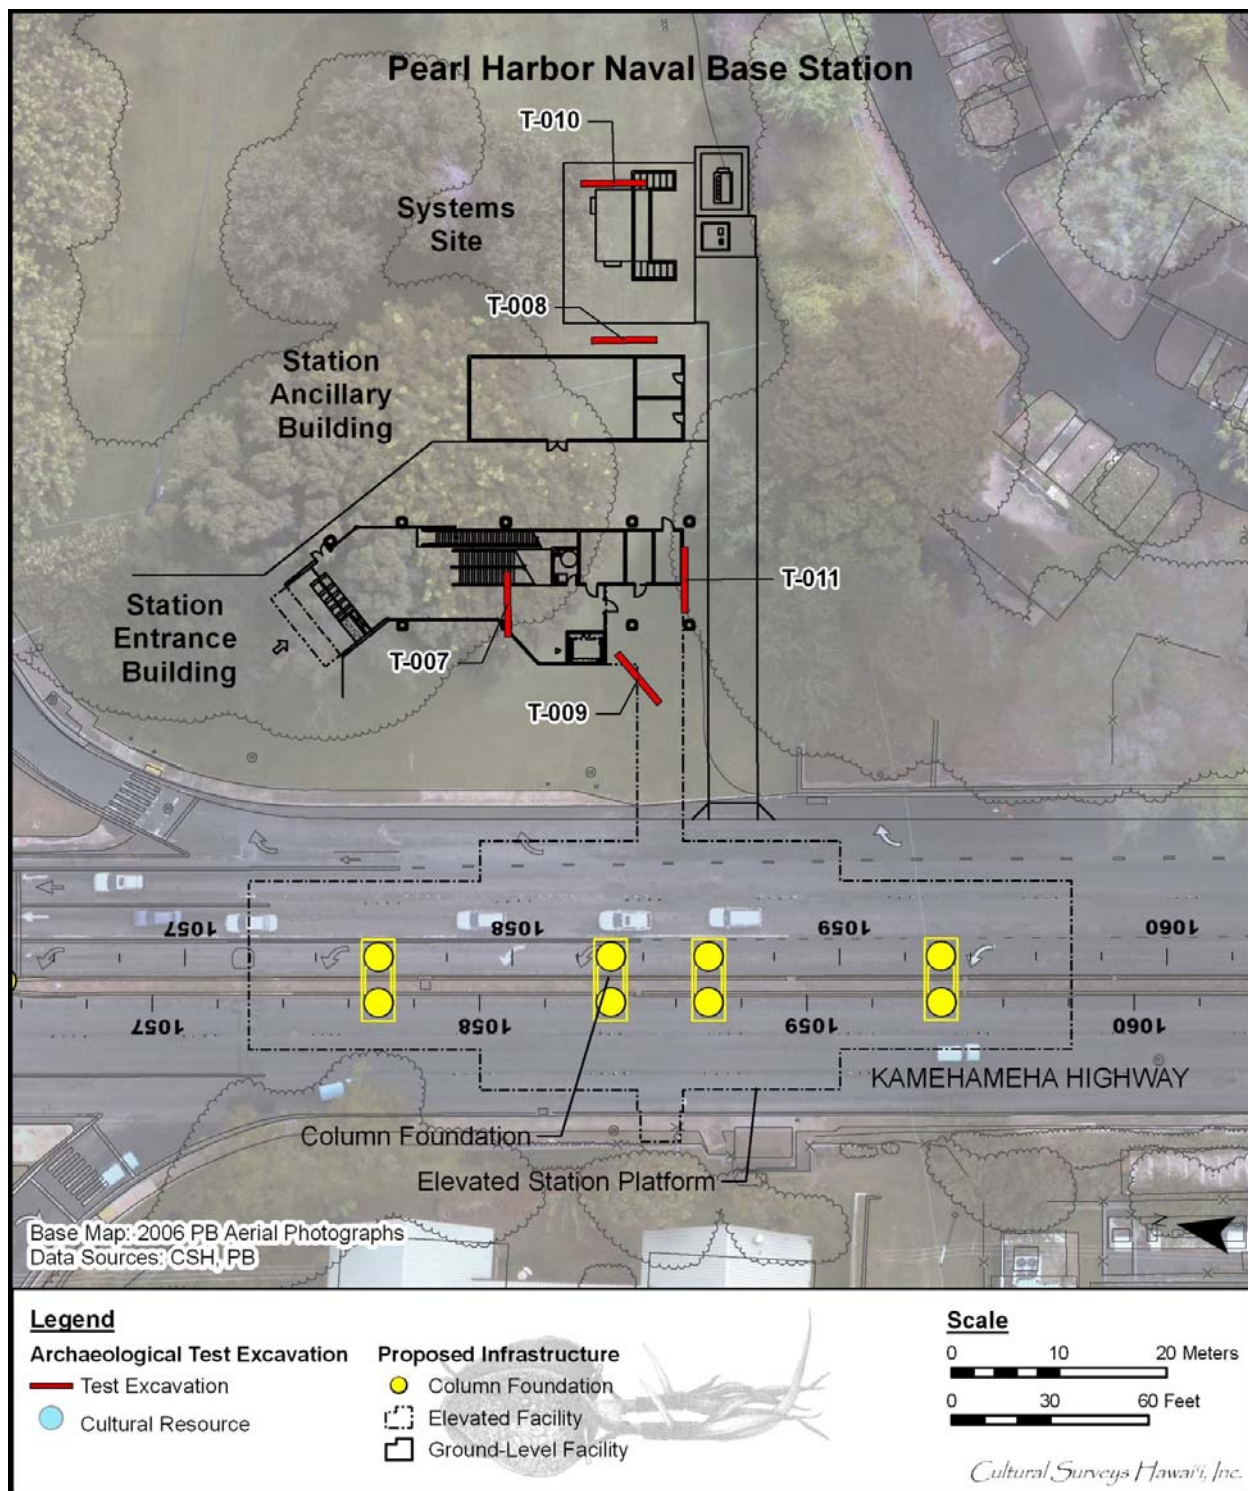 Pearl Harbor Naval Base Station
T-010
Systems
Site
T-008
Station
Ancillary
Building
T-011
Station
Entrance
Building
T-007
T-009
1057
1058
1059
1060
1057
1058
1059
1060
KAMEHAMEHA HIGHWAY
Column Foundation
Elevated Station Platform
Base Map: 2006 PB Aerial Photographs
Data Sources: CSH, PB
N
Legend
Archaeological Test Excavation
Test Excavation
Cultural Resource
Proposed Infrastructure
Column Foundation
Elevated Facility
Ground-Level Facility
Scale
0 10 20 Meters
0 30 60 Feet
Cultural Surveys Hawai‘i, Inc.